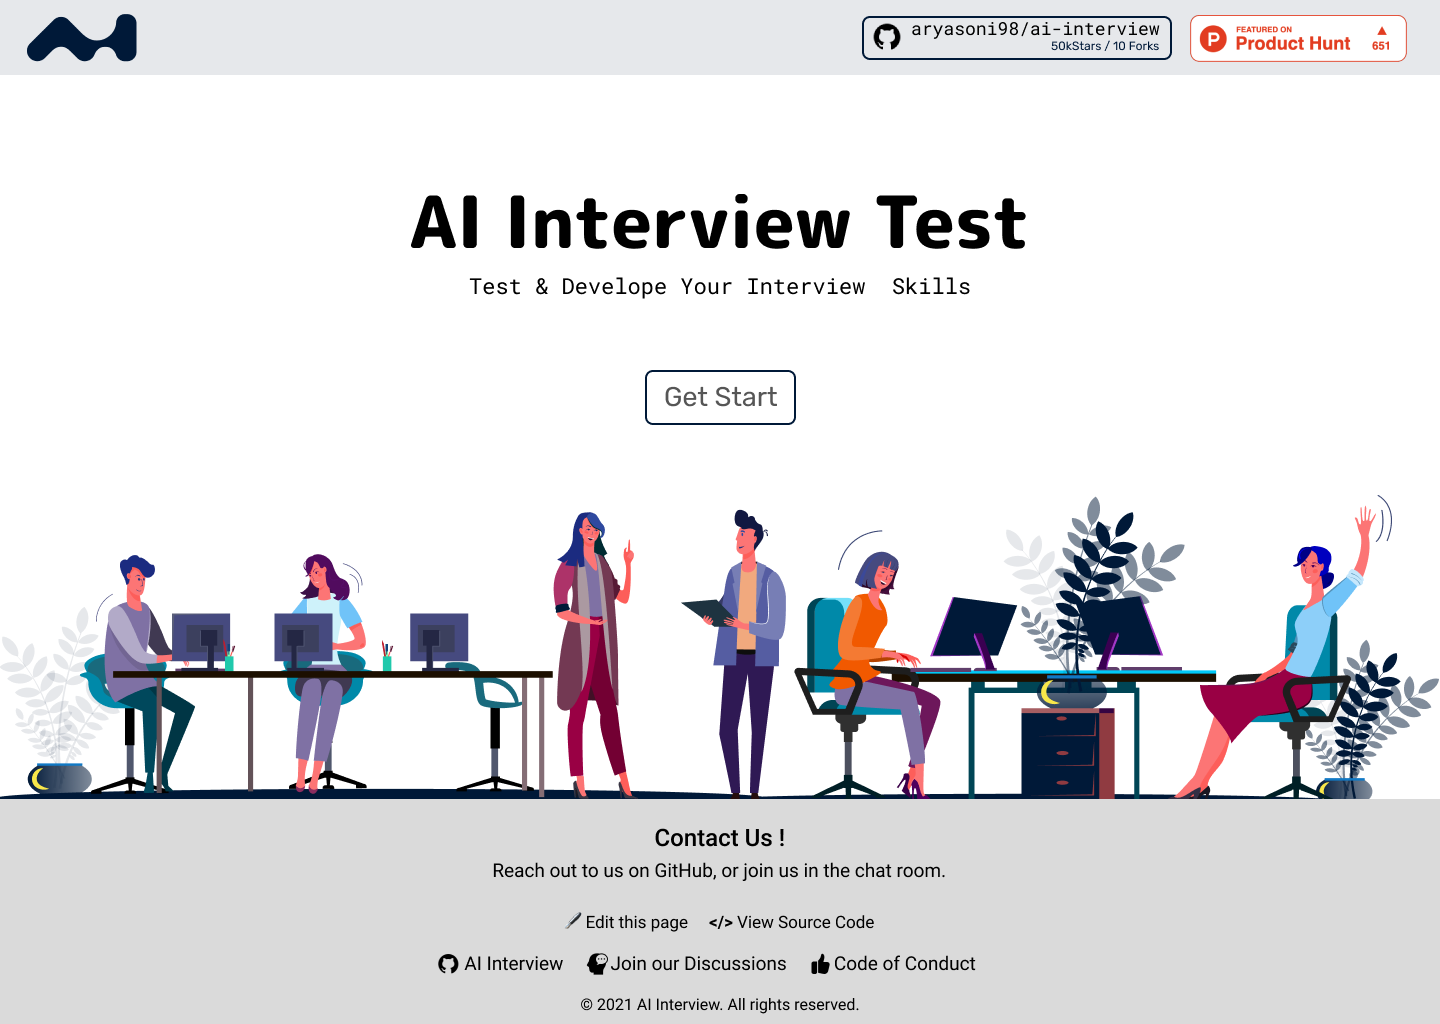 aryasoni98/ai-interview
50kStars / 10 Forks
FEATURED ON
Product Hunt
651
AI Interview Test
Test & Develope Your Interview  Skills
Get Start
Contact Us !
Reach out to us on GitHub, or join us in the chat room.
Edit this page </> View Source Code
AI Interview Join our Discussions Code of Conduct
© 2021 AI Interview. All rights reserved.